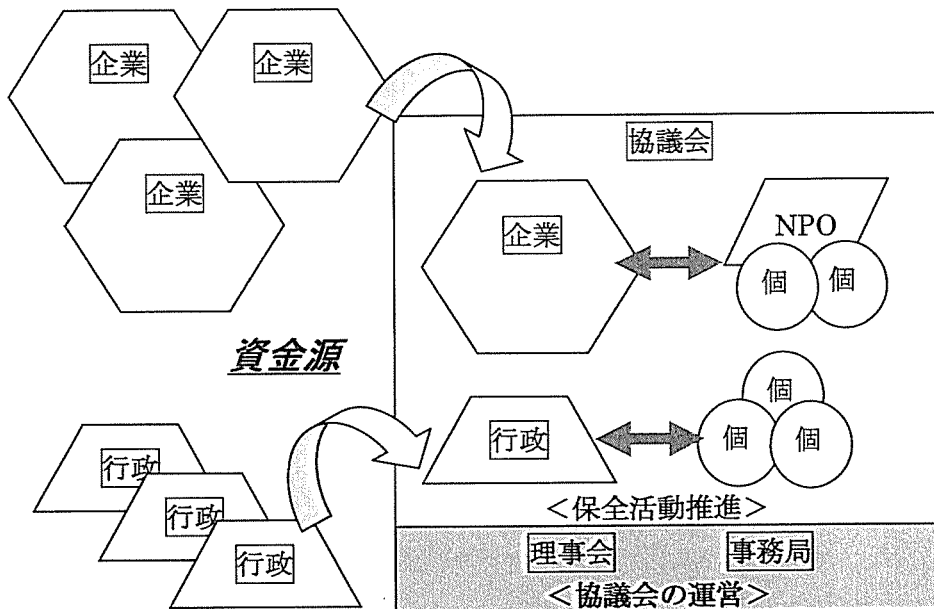 企業
企業
企業
協議会
企業
NPO
個
個
資金源
行政
行政
行政
行政
個
個
個
＜保全活動推進＞
理事会
事務局
＜協議会の運営＞